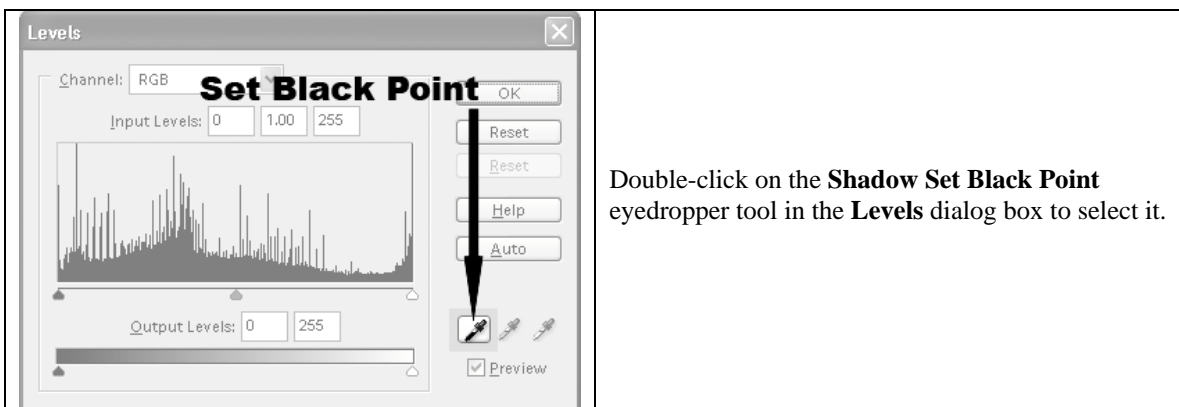 Levels
Channel: RGB
Set Black Point
OK
Input Levels: 0 1.00 255
Reset
Reset
Help
Auto
Output Levels: 0 255
Preview
Double-click on the Shadow Set Black Point
eyedropper tool in the Levels dialog box to select it.